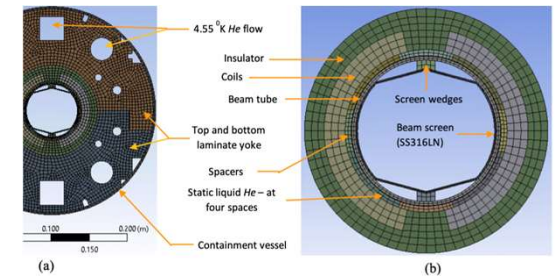 4.55 ⁰K He flow
Insulator
Coils
Beam tube
Top and bottom
laminate yoke
Spacers
Static liquid He – at
four spaces
Containment vessel
Screen wedges
Beam screen
(SS316LN)
0.100
0.200 (m)
0.150
(a)
(b)